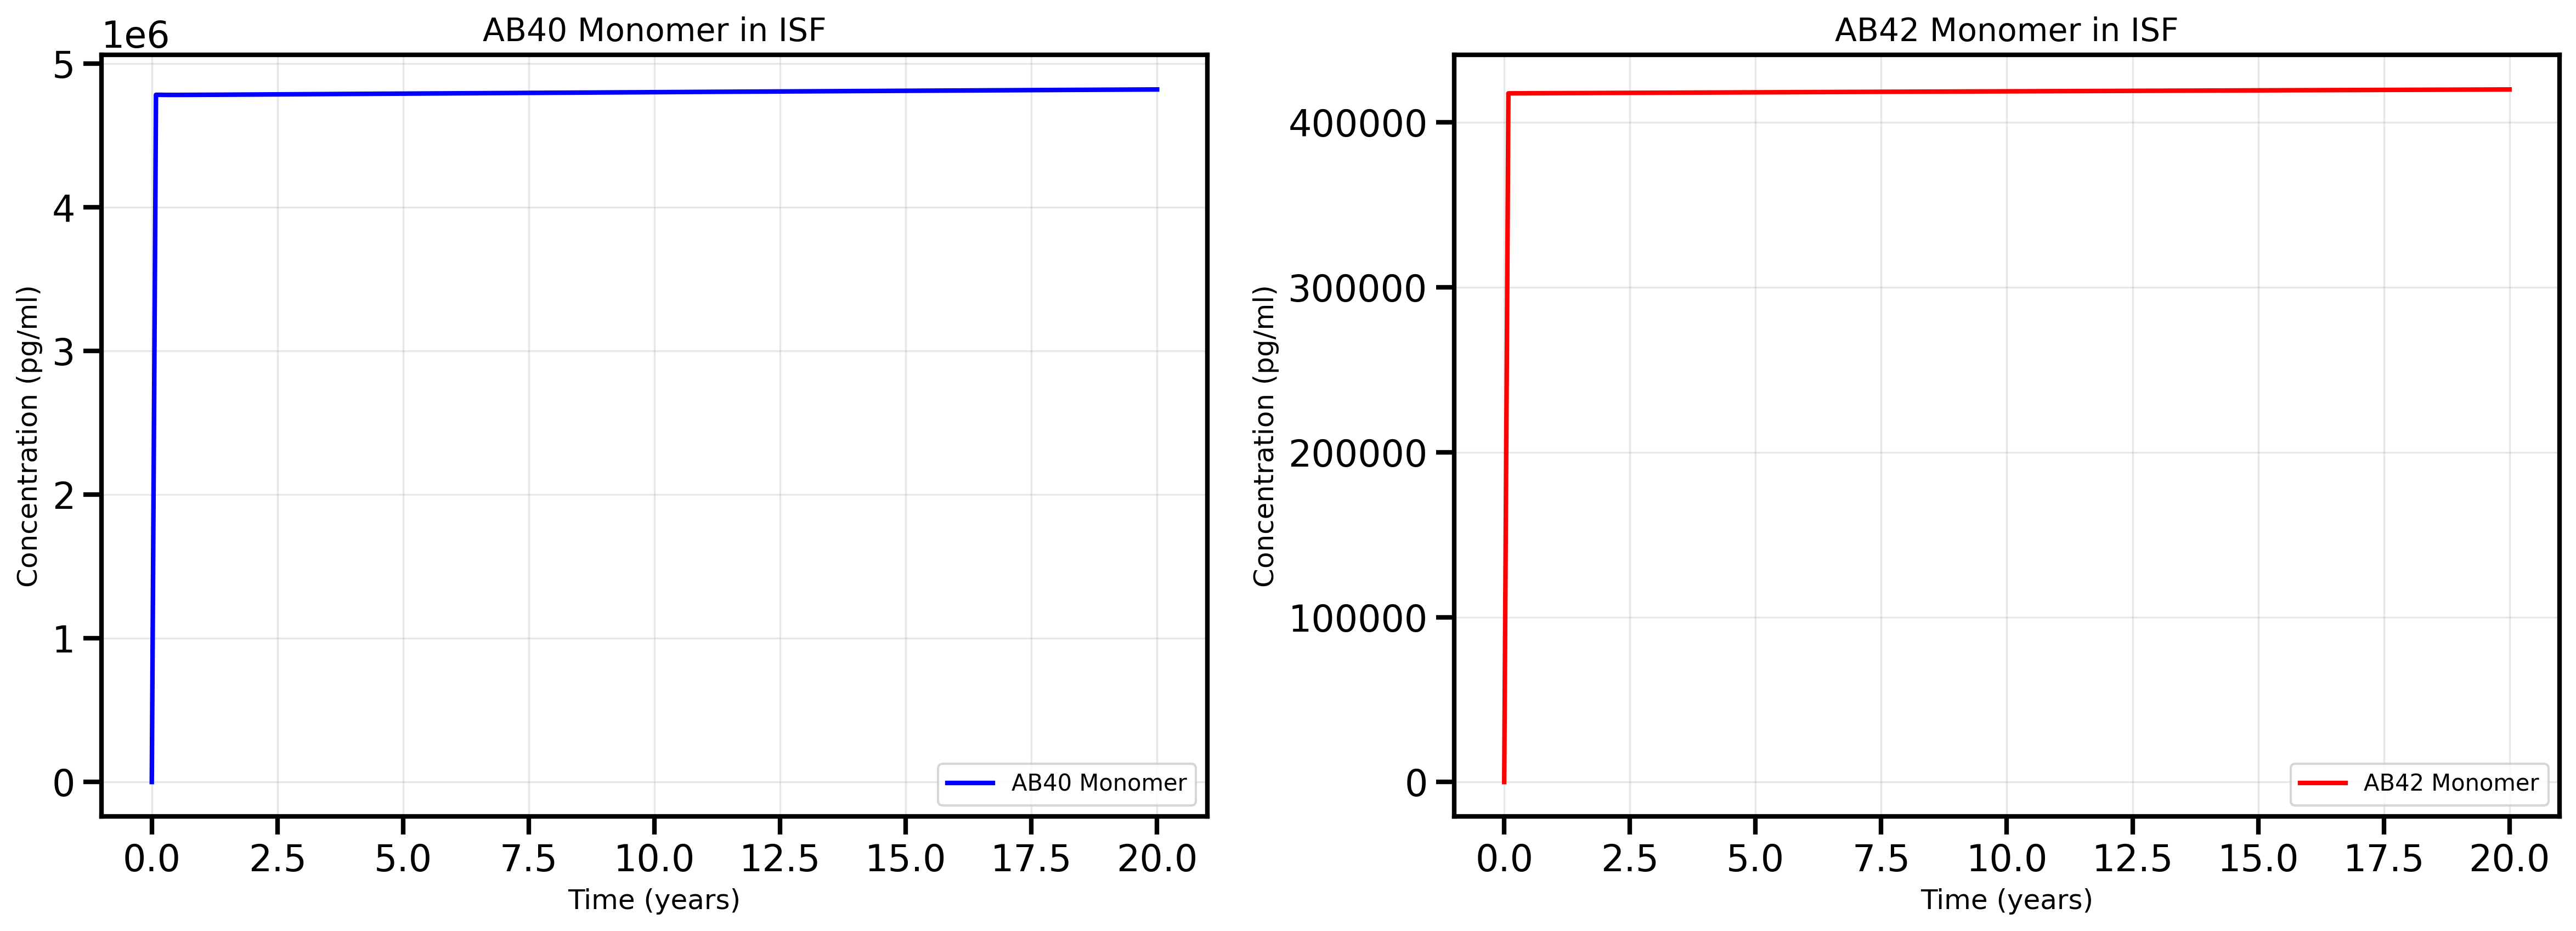 AB40 Monomer in ISF
1e6
5
4
3
2
1
0
Concentration (pg/ml)
AB40 Monomer
0.0 2.5 5.0 7.5 10.0 12.5 15.0 17.5 20.0
Time (years)
AB42 Monomer in ISF
400000
300000
200000
100000
0
Concentration (pg/ml)
AB42 Monomer
0.0 2.5 5.0 7.5 10.0 12.5 15.0 17.5 20.0
Time (years)